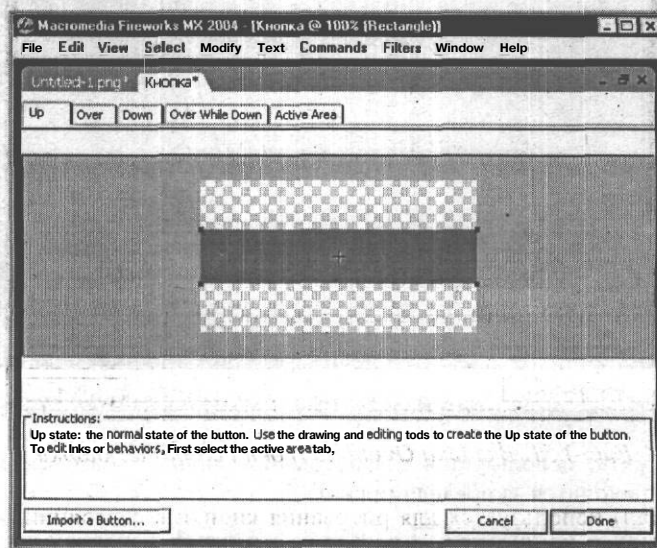 Macromedia Fireworks MX 2004 - [Кнопка @ 100% (Rectangle)]
File Edit View Select Modify Text Commands Filters Window Help
Untitled-1.png* Кнопка*
Up Over Down Over While Down Active Area
Instructions:
Up state: the normal state of the button. Use the drawing and editing tods to create the Up state of the button.
To edit Inks or behaviors, First select the active area tab,
Import a Button... Cancel Done